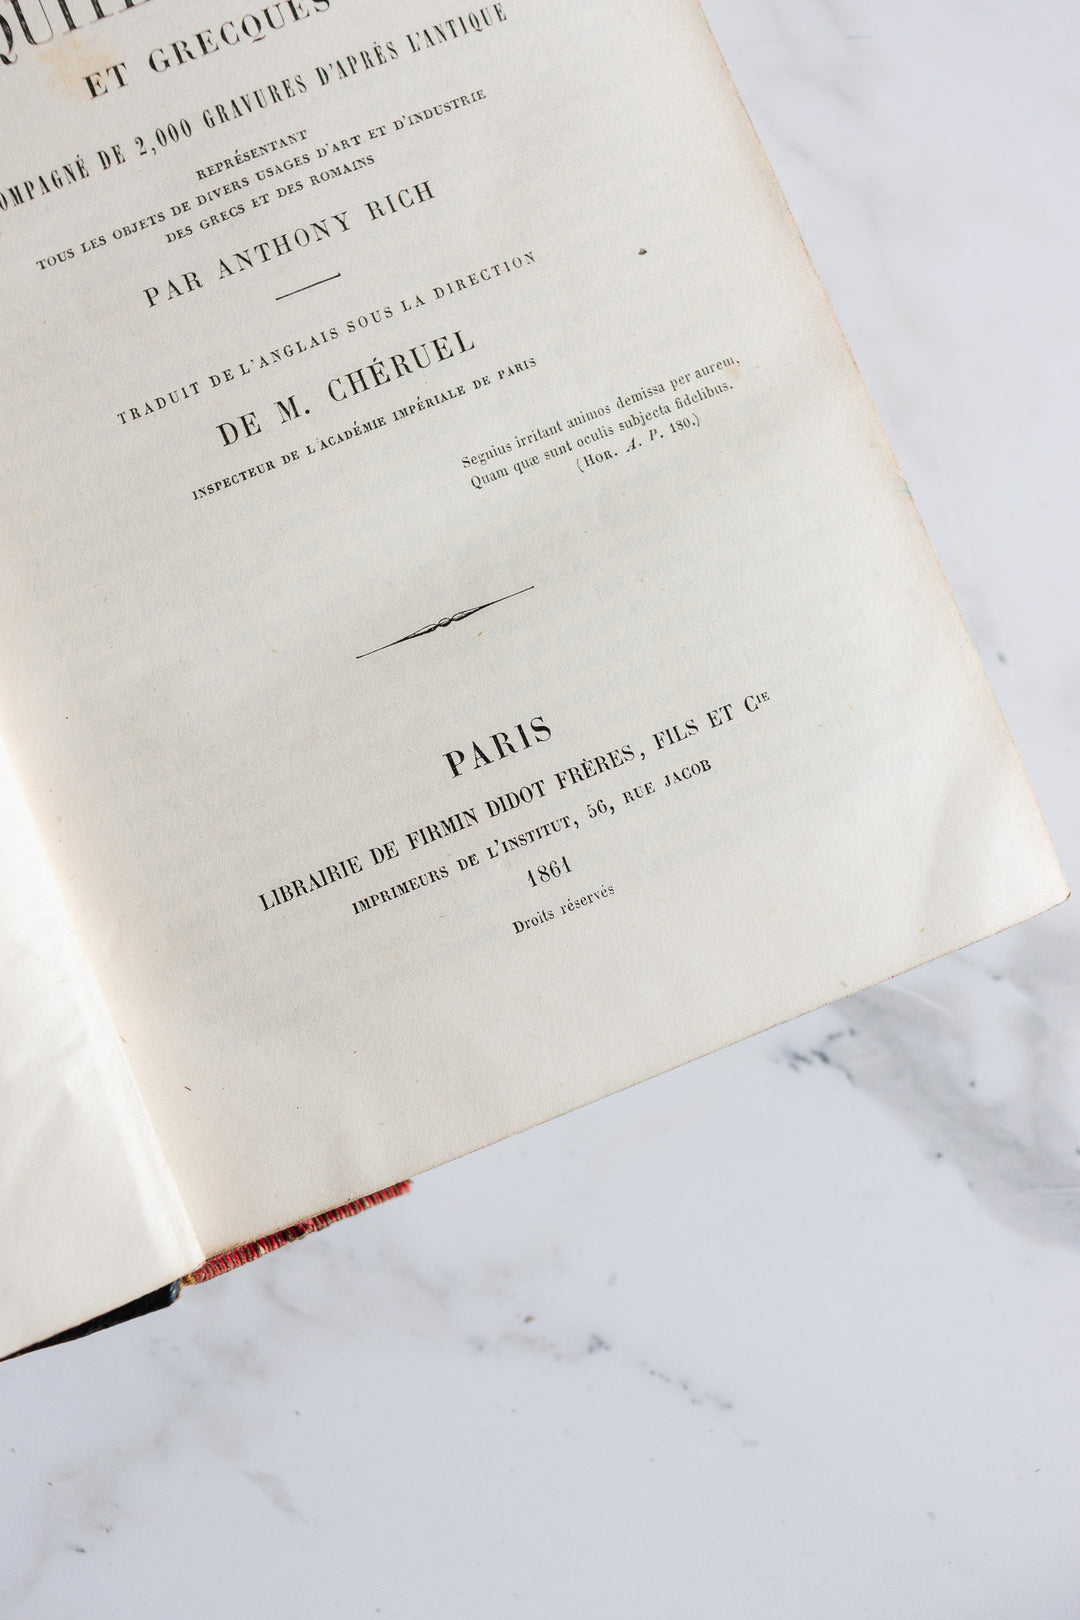 ET GRECQUES
DE 2,000 GRAVURES D'APRÈS L'ANTIQUE
REPRÉSENTANT
TOUS LES OBJETS DE DIVERS USAGES D'ART ET D'INDUSTRIE
DES GRECS ET DES ROMAINS
PAR ANTHONY RICH
TRADUIT DE L'ANGLAIS SOUS LA DIRECTION
DE M. CHÉRUEL
INSPECTEUR DE L'ACADÉMIE IMPÉRIALE DE PARIS
Segnius irritant animos demissa per aurem,
Quam quæ sunt oculis subjecta fidelibus.
(HOR. A. P. 180.)
PARIS
LIBRAIRIE DE FIRMIN DIDOT FRÈRES, FILS ET CIE
IMPRIMEURS DE L'INSTITUT, 56, RUE JACOB
1861
Droits réservés